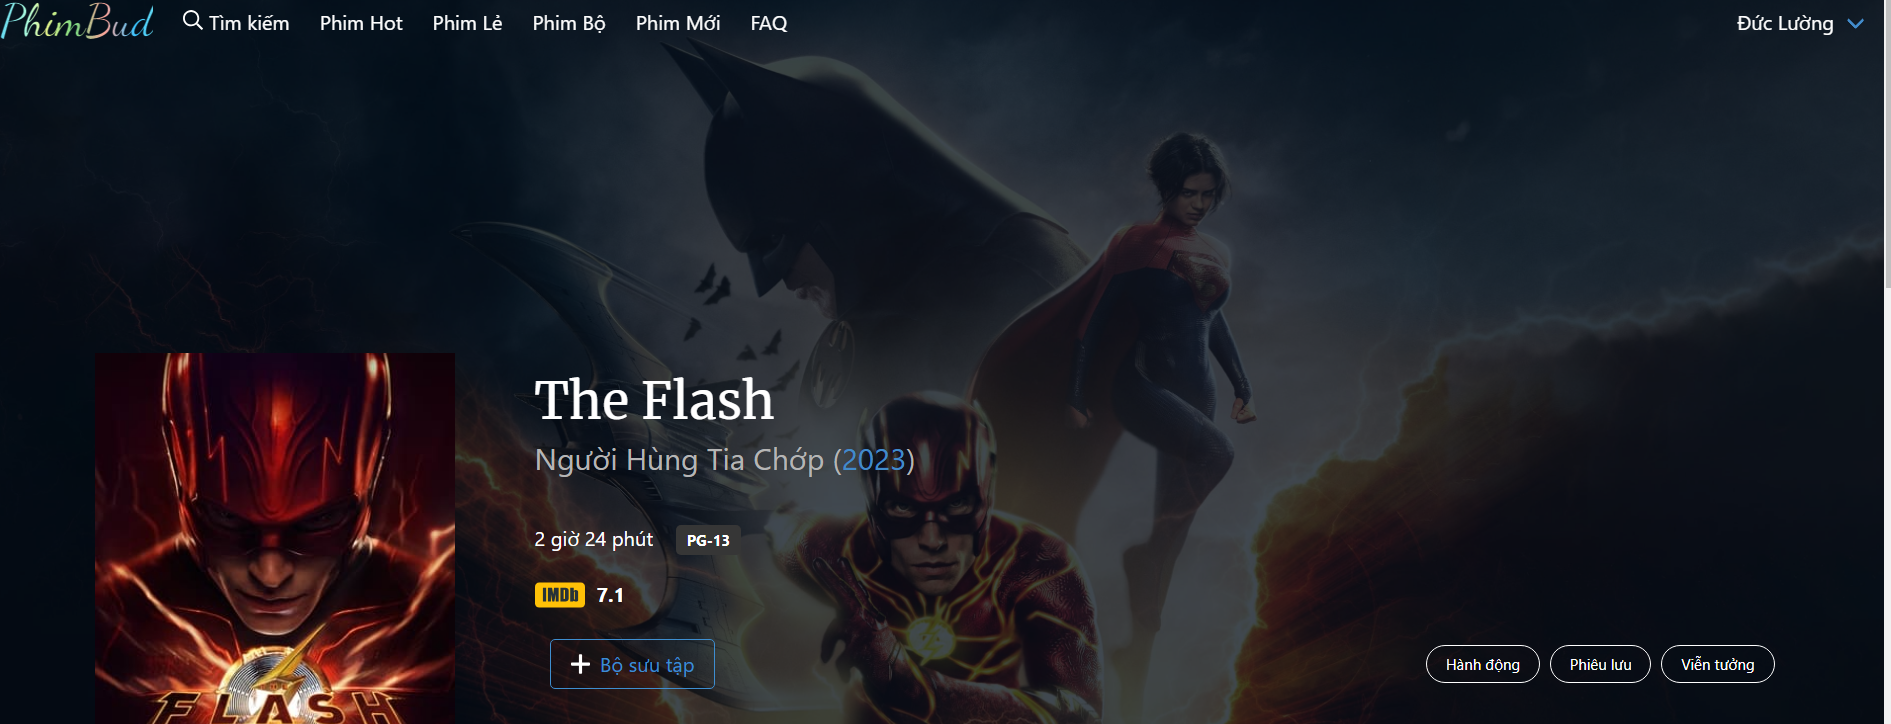 PhimBud
Tìm kiếm Phim Hot Phim Lẻ Phim Bộ Phim Mới FAQ Đức Lường
The Flash
Người Hùng Tia Chớp (2023)
2 giờ 24 phút PG-13
IMDb 7.1
+ Bộ sưu tập
Hành động Phiêu lưu Viễn tưởng
FLASH